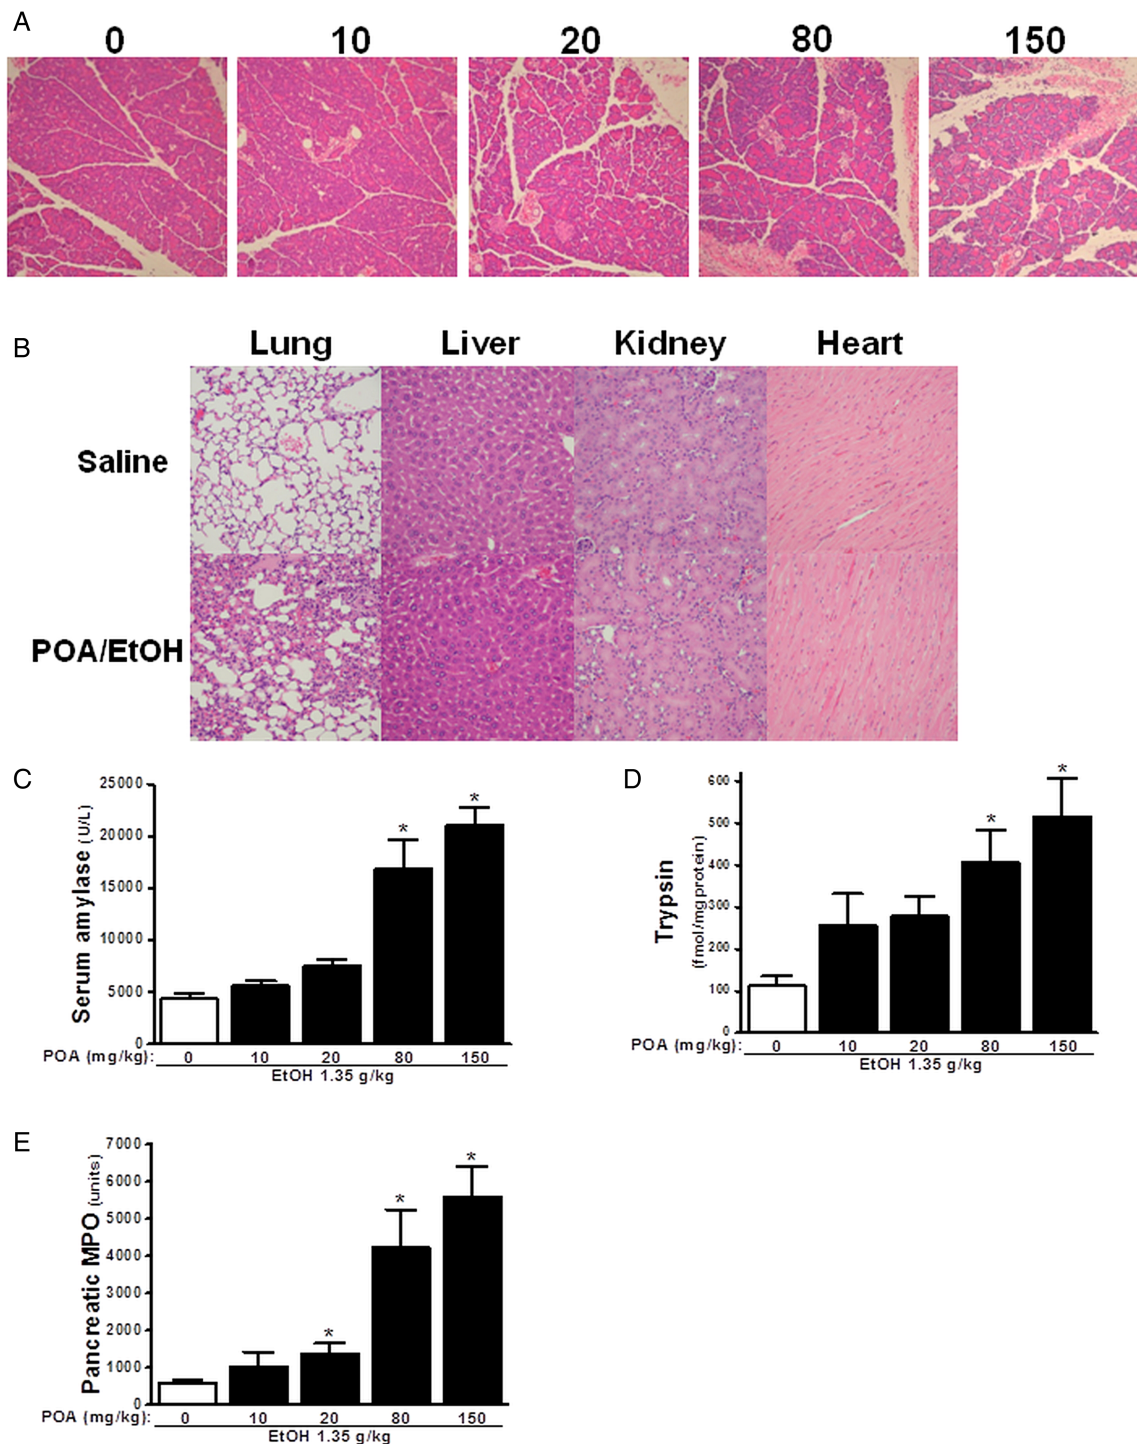 A
0 10 20 80 150
B
Lung Liver Kidney Heart
Saline
POA/EtOH
C
Serum amylase (U/L)
25000
20000
15000
10000
5000
0
* *
POA (mg/kg): 0 10 20 80 150
EtOH 1.35 g/kg
D
Trypsin
(fmol/mgprotein)
600
500
400
300
200
100
0
* *
POA (mg/kg): 0 10 20 80 150
EtOH 1.35 g/kg
E
Pancreatic MPO (units)
7000
6000
5000
4000
3000
2000
1000
0
* * *
POA (mg/kg): 0 10 20 80 150
EtOH 1.35 g/kg